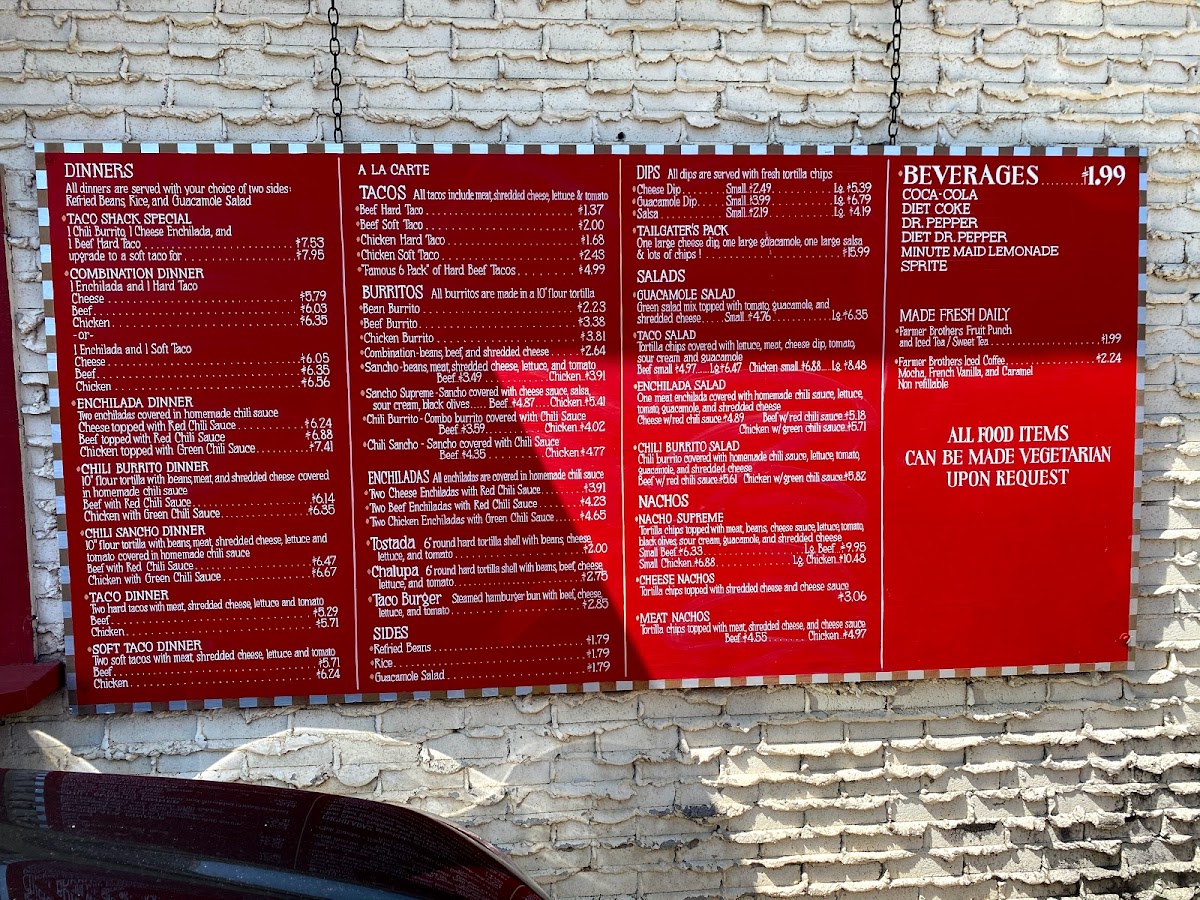 DINNERS
All dinners are served with your choice of two sides:
Refried Beans, Rice, and Guacamole Salad
TACO SHACK SPECIAL
1 Chili Burrito, 1 Cheese Enchilada, and
1 Beef Hard Taco $7.53
upgrade to a soft taco for $7.95
COMBINATION DINNER
1 Enchilada and 1 Hard Taco
Cheese $5.79
Beef $6.03
Chicken $6.35
-or-
1 Enchilada and 1 Soft Taco
Cheese $6.05
Beef $6.35
Chicken $6.56
ENCHILADA DINNER
Two enchiladas covered in homemade chili sauce
Cheese topped with Red Chili Sauce $6.24
Beef topped with Red Chili Sauce $6.88
Chicken topped with Green Chili Sauce $7.41
CHILI BURRITO DINNER
10" flour tortilla with beans, meat, and shredded cheese covered
in homemade chili sauce
Beef with Red Chili Sauce $6.14
Chicken with Green Chili Sauce $6.35
CHILI SANCHO DINNER
10" flour tortilla with beans, meat, shredded cheese, lettuce and
tomato covered in homemade chili sauce
Beef with Red Chili Sauce $6.47
Chicken with Green Chili Sauce $6.67
TACO DINNER
Two hard tacos with meat, shredded cheese, lettuce and tomato
Beef $5.29
Chicken $5.71
SOFT TACO DINNER
Two soft tacos with meat, shredded cheese, lettuce and tomato
Beef $5.71
Chicken $6.24
A LA CARTE
TACOS All tacos include meat, shredded cheese, lettuce & tomato
Beef Hard Taco $1.37
Beef Soft Taco $2.00
Chicken Hard Taco $1.68
Chicken Soft Taco $2.43
"Famous 6 Pack" of Hard Beef Tacos $4.99
BURRITOS All burritos are made in a 10" flour tortilla
Bean Burrito $2.23
Beef Burrito $3.38
Chicken Burrito $3.81
Combination-beans, beef, and shredded cheese $2.64
Sancho-beans, meat, shredded cheese, lettuce, and tomato
Beef $3.49 Chicken $3.91
Sancho Supreme-Sancho covered with cheese sauce, salsa,
sour cream, black olives Beef $4.87 Chicken $5.41
Chili Burrito-Combo burrito covered with Chili Sauce
Beef $3.59 Chicken $4.02
Chili Sancho-Sancho covered with Chili Sauce
Beef $4.35 Chicken $4.77
ENCHILADAS All enchiladas are covered in homemade chili sauce
Two Cheese Enchiladas with Red Chili Sauce $3.91
Two Beef Enchiladas with Red Chili Sauce $4.23
Two Chicken Enchiladas with Green Chili Sauce $4.65
Tostada 6" round hard tortilla shell with beans, cheese,
lettuce, and tomato $2.00
Chalupa 6" round hard tortilla shell with beans, beef, cheese,
lettuce, and tomato $2.75
Taco Burger Steamed hamburger bun with beef, cheese,
lettuce, and tomato $2.85
SIDES
Refried Beans $1.79
Rice $1.79
Guacamole Salad $1.79
DIPS All dips are served with fresh tortilla chips
Cheese Dip Small $2.49 Lg. $5.39
Guacamole Dip Small $3.99 Lg. $6.79
Salsa Small $2.19 Lg. $4.19
TAILGATER'S PACK
One large cheese dip, one large guacamole, one large salsa
& lots of chips! $15.99
SALADS
GUACAMOLE SALAD
Green salad mix topped with tomato, guacamole, and
shredded cheese Small $4.76 Lg. $6.35
TACO SALAD
Tortilla chips covered with lettuce, meat, cheese dip, tomato,
sour cream and guacamole
Beef small $4.97 Lg $6.47 Chicken small $6.88 Lg $8.48
ENCHILADA SALAD
One meat enchilada covered with homemade chili sauce, lettuce,
tomato, guacamole, and shredded cheese
Cheese w/red chili sauce $4.89 Beef w/red chili sauce $5.18
Chicken w/green chili sauce $5.71
CHILI BURRITO SALAD
Chili burrito covered with homemade chili sauce, lettuce, tomato,
guacamole, and shredded cheese
Beef w/red chili sauce $5.61 Chicken w/green chili sauce $5.82
NACHOS
NACHO SUPREME
Tortilla chips topped with meat, beans, cheese sauce, lettuce, tomato,
black olives, sour cream, guacamole, and shredded cheese
Small Beef $6.33 Lg. Beef $9.95
Small Chicken $6.88 Lg. Chicken $10.48
CHEESE NACHOS
Tortilla chips topped with shredded cheese and cheese sauce
$3.06
MEAT NACHOS
Tortilla chips topped with meat, shredded cheese, and cheese sauce
Beef $4.55 Chicken $4.97
BEVERAGES $1.99
COCA-COLA
DIET COKE
DR. PEPPER
DIET DR. PEPPER
MINUTE MAID LEMONADE
SPRITE
MADE FRESH DAILY
Farmer Brothers Fruit Punch
and Iced Tea / Sweet Tea $1.99
Farmer Brothers Iced Coffee $2.24
Mocha, French Vanilla, and Caramel
Non refillable
ALL FOOD ITEMS
CAN BE MADE VEGETARIAN
UPON REQUEST